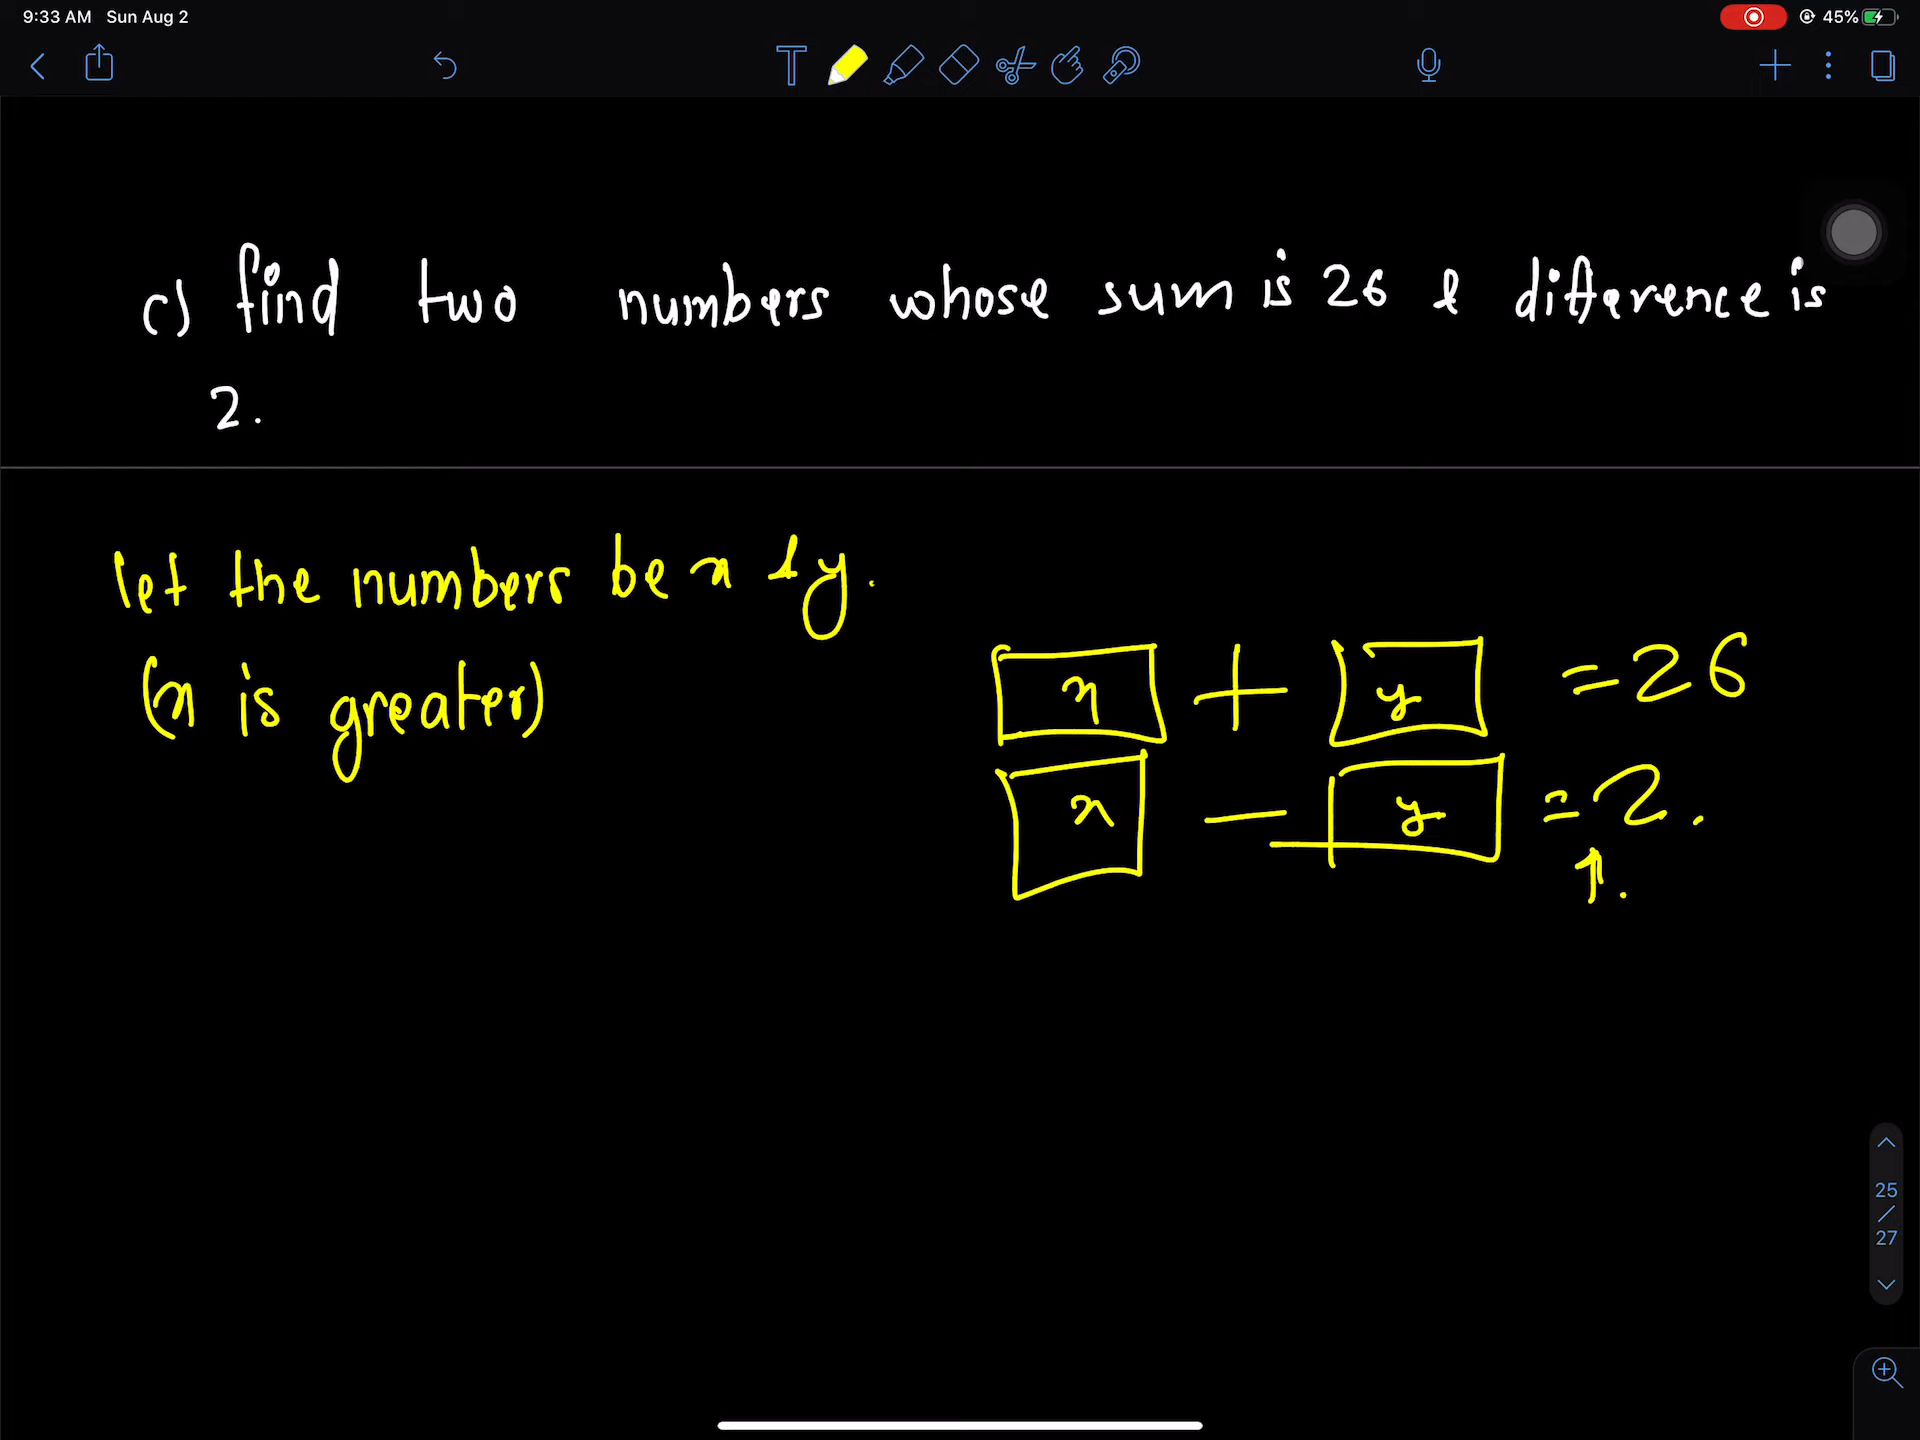 9:33 AM Sun Aug 2
45%
c) find two numbers whose sum is 26 & difference is
2.
let the numbers be x & y.
(x is greater)
x + y = 26
x - y = 2.
25
/
27